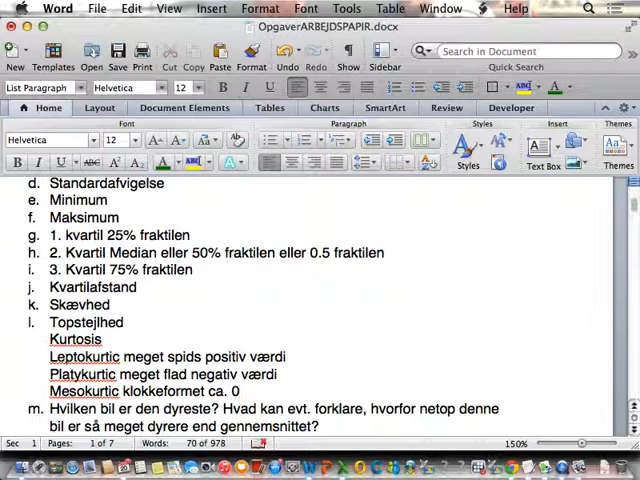 Word File Edit View Insert Format Font Tools Table Window Help
OpgaverARBEJDSPAPIR.docx
Search in Document
New Templates Open Save Print Undo Redo Paste Format Show Sidebar Quick Search
List Paragraph Helvetica 12
Home Layout Document Elements Tables Charts SmartArt Review Developer
Font Paragraph Styles Insert Themes
Helvetica 12
Styles Text Box Themes
d. Standardafvigelse
e. Minimum
f. Maksimum
g. 1. kvartil 25% fraktilen
h. 2. Kvartil Median eller 50% fraktilen eller 0.5 fraktilen
i. 3. Kvartil 75% fraktilen
j. Kvartilafstand
k. Skævhed
l. Topstejlhed
Kurtosis
Leptokurtic meget spids positiv værdi
Platykurtic meget flad negativ værdi
Mesokurtic klokkeformet ca. 0
m. Hvilken bil er den dyreste? Hvad kan evt. forklare, hvorfor netop denne
bil er så meget dyrere end gennemsnittet?
Sec 1 Pages: 1 of 7 Words: 70 of 978 150%